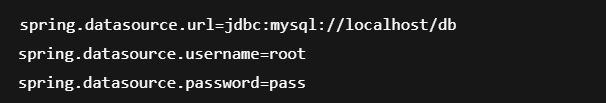 spring.datasource.url=jdbc:mysql://localhost/db
spring.datasource.username=root
spring.datasource.password=pass